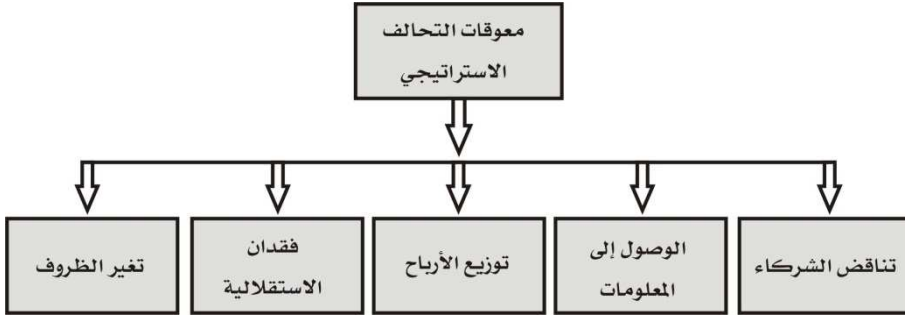 معوقات التحالف
الاستراتيجي
تناقض الشركاء
الوصول إلى
المعلومات
توزيع الأرباح
فقدان
الاستقلالية
تغير الظروف